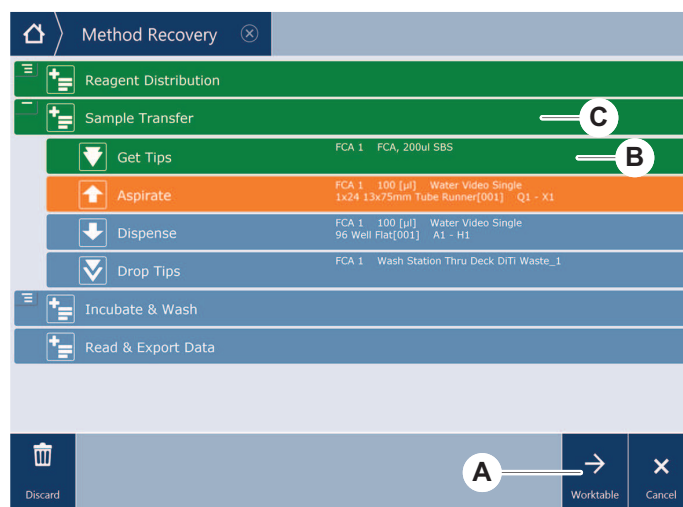 Method Recovery
Reagent Distribution
Sample Transfer
C
Get Tips
FCA 1 FCA, 200ul SBS
B
Aspirate
FCA 1 100 [µl] Water Video Single
1x24 13x75mm Tube Runner[001] Q1 - X1
Dispense
FCA 1 100 [µl] Water Video Single
96 Well Flat[001] A1 - H1
Drop Tips
FCA 1 Wash Station Thru Deck DiTi Waste_1
Incubate & Wash
Read & Export Data
A
Discard
Worktable
Cancel